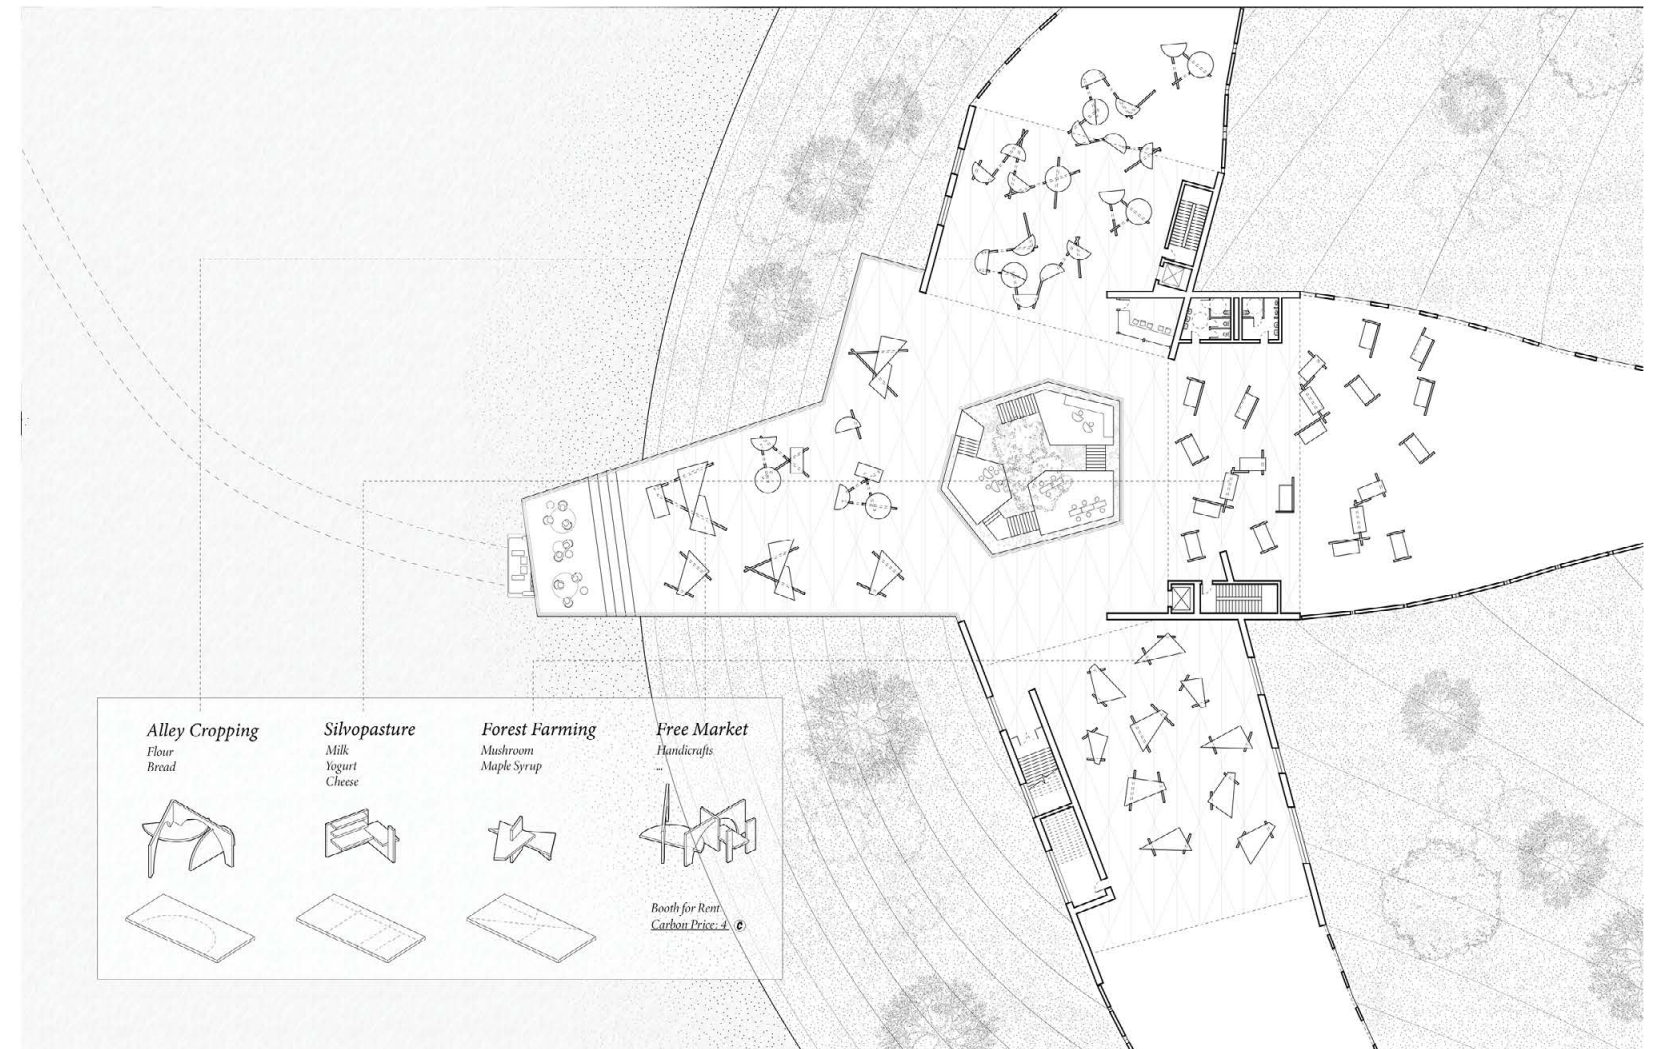 Alley Cropping
Flour
Bread
Silvopasture
Milk
Yogurt
Cheese
Forest Farming
Mushroom
Maple Syrup
Free Market
Handicrafts
...
Booth for Rent
Carbon Price: 4 ¢